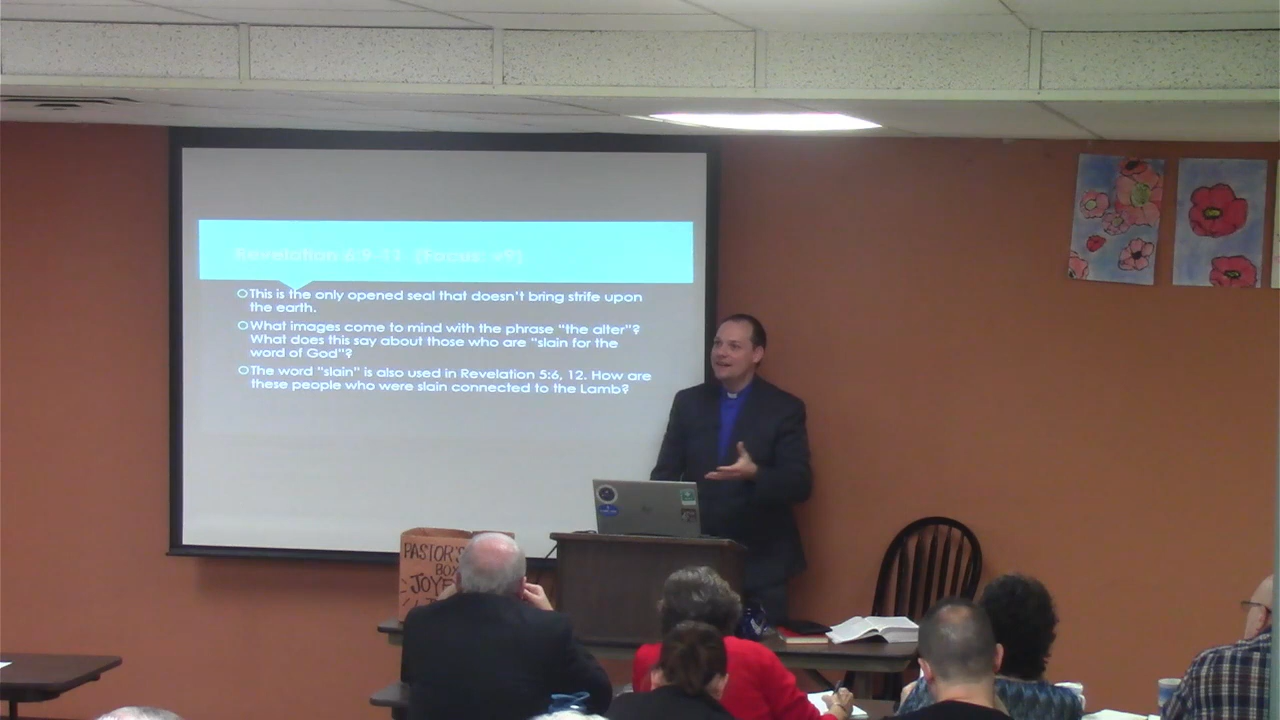 Revelation 6:9-11 (Focus: v9)
This is the only opened seal that doesn't bring strife upon
the earth.
What images come to mind with the phrase "the alter"?
What does this say about those who are "slain for the
word of God"?
The word "slain" is also used in Revelation 5:6, 12. How are
these people who were slain connected to the Lamb?
PASTOR'S
BOX